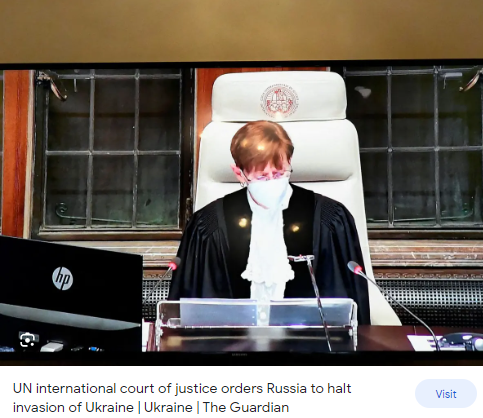 hp
UN international court of justice orders Russia to halt
invasion of Ukraine | Ukraine | The Guardian
Visit